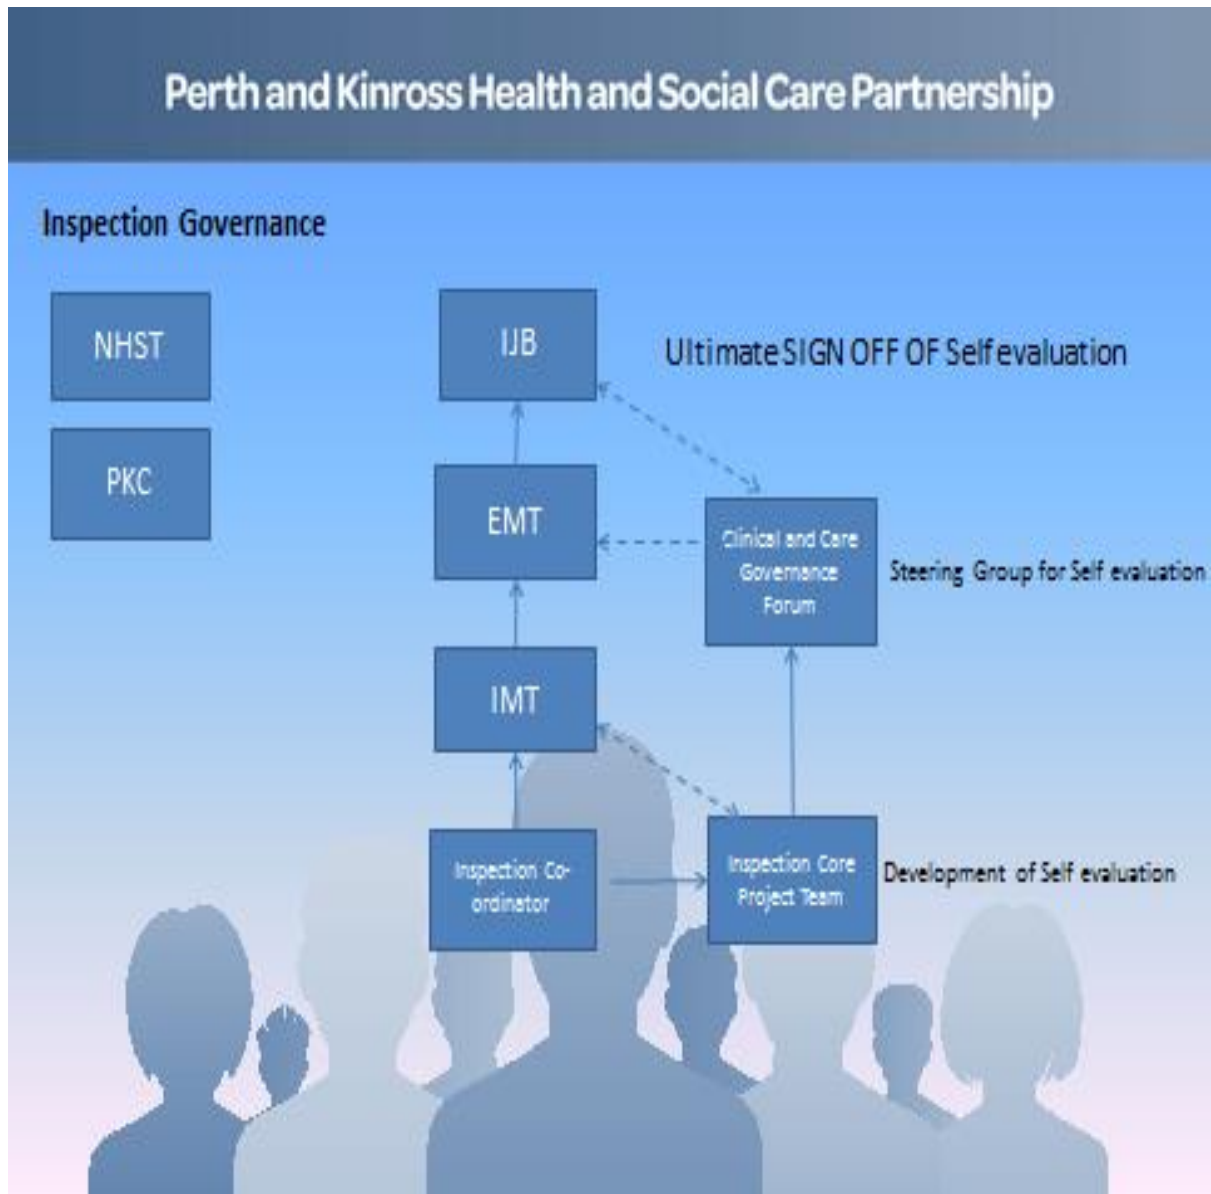 Perth and Kinross Health and Social Care Partnership
Inspection Governance
NHST
IJB
Ultimate SIGN OFF OF Self evaluation
PKC
EMT
Clinical and Care
Governance
Forum
Steering Group for Self evaluation
IMT
Inspection Co-
ordinator
Inspection Core
Project Team
Development of Self evaluation